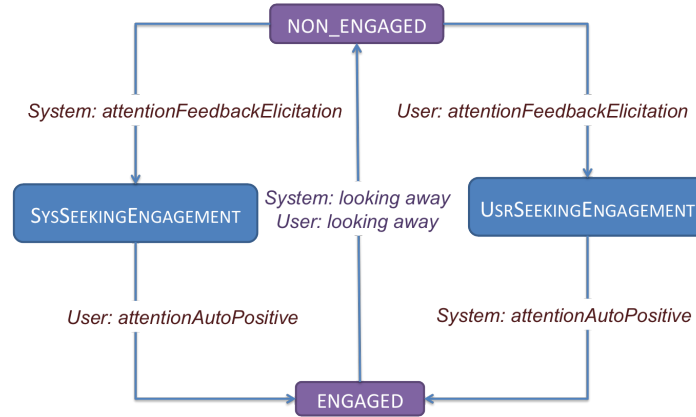 NON_ENGAGED
System: attentionFeedbackElicitation
User: attentionFeedbackElicitation
SYSSEEKINGENGAGEMENT
System: looking away
User: looking away
USRSEEKINGENGAGEMENT
User: attentionAutoPositive
System: attentionAutoPositive
ENGAGED